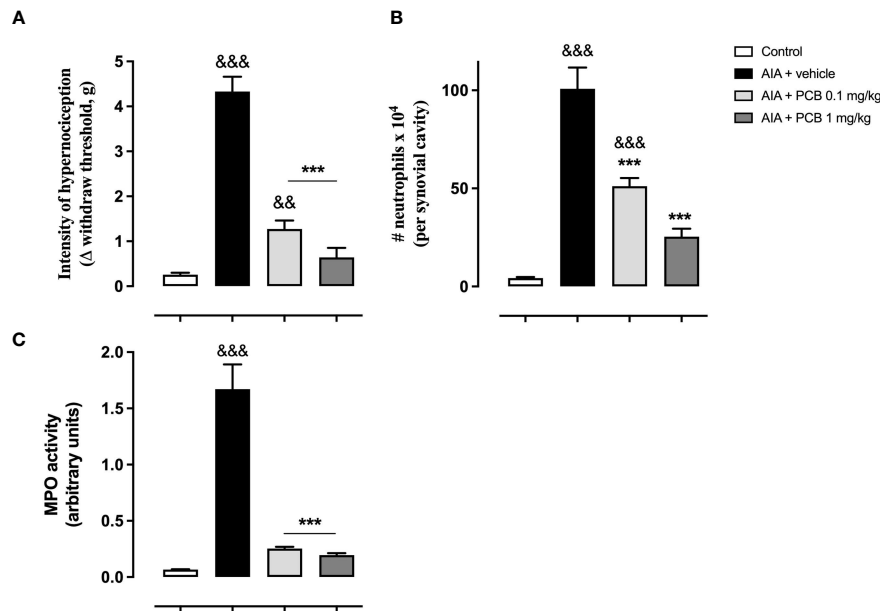 A
Intensity of hypernociception
(Δ withdraw threshold, g)
5
4
3
2
1
0
&&&
&&
***
B
# neutrophils x 10⁴
(per synovial cavity)
100
50
0
&&&
&&&
***
***
Control
AIA + vehicle
AIA + PCB 0.1 mg/kg
AIA + PCB 1 mg/kg
C
MPO activity
(arbitrary units)
2.0
1.5
1.0
0.5
0.0
&&&
***